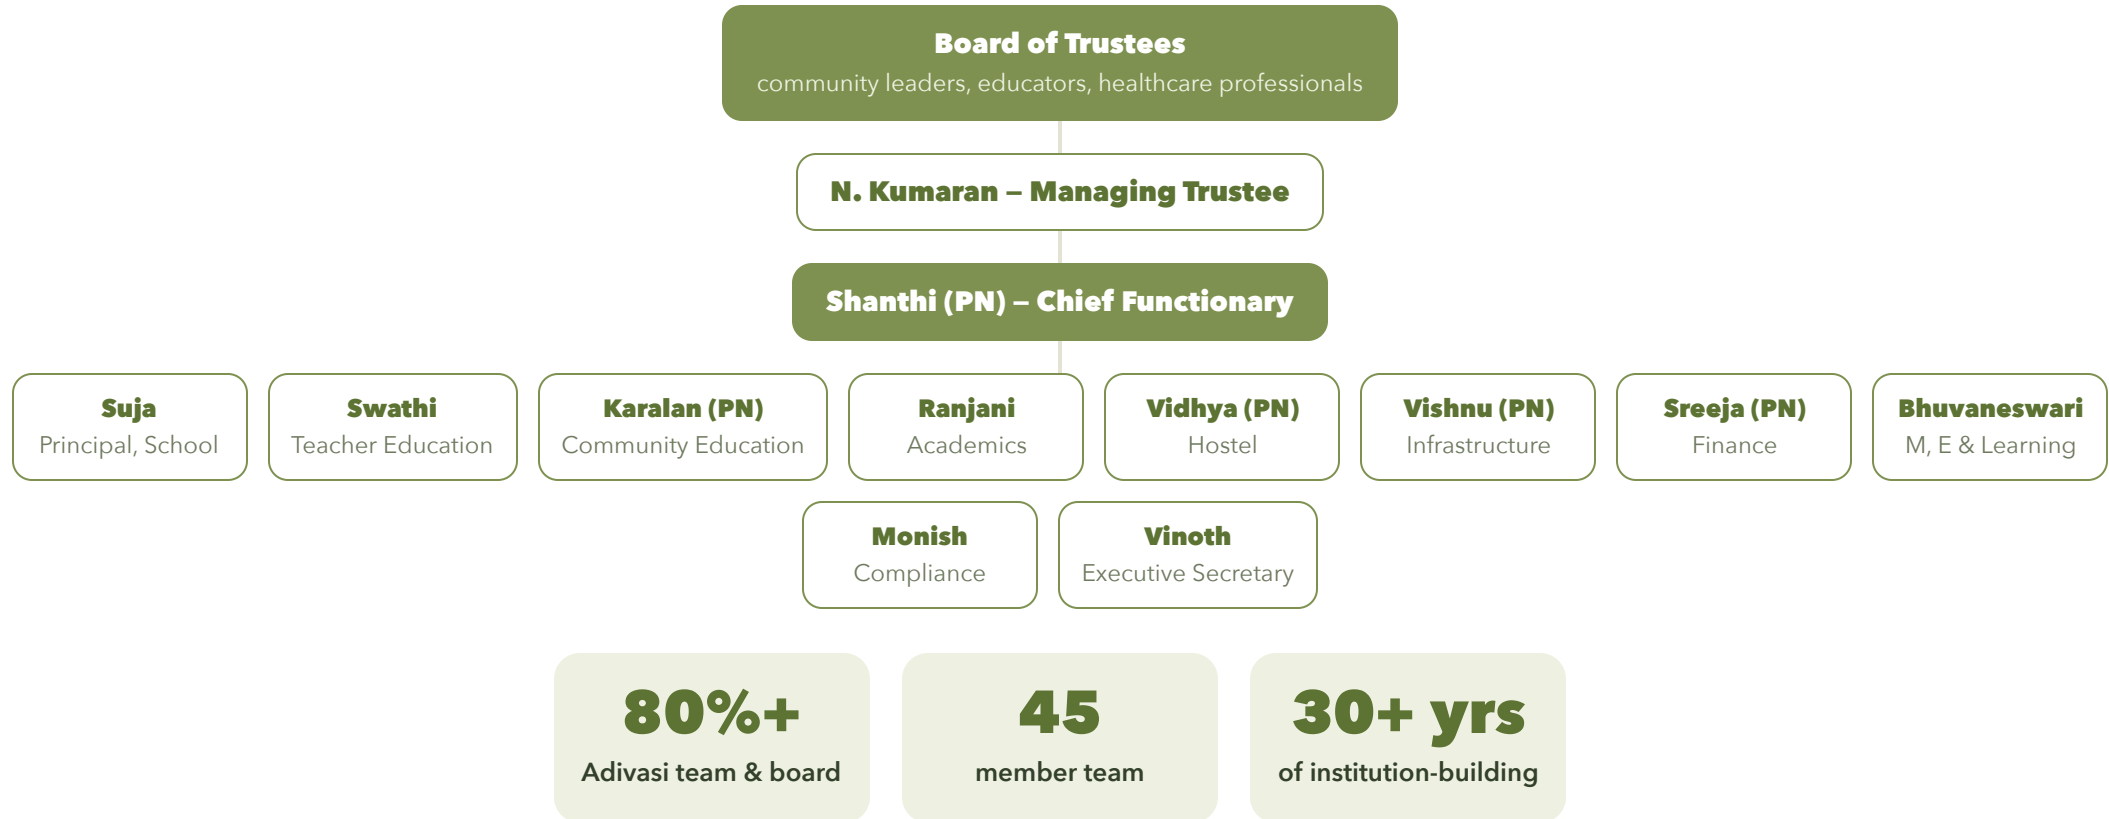 Board of Trustees
community leaders, educators, healthcare professionals
N. Kumaran – Managing Trustee
Shanthi (PN) – Chief Functionary
Suja
Principal, School
Swathi
Teacher Education
Karalan (PN)
Community Education
Ranjani
Academics
Vidhya (PN)
Hostel
Vishnu (PN)
Infrastructure
Sreeja (PN)
Finance
Bhuvaneswari
M, E & Learning
Monish
Compliance
Vinoth
Executive Secretary
80%+
Adivasi team & board
45
member team
30+ yrs
of institution-building